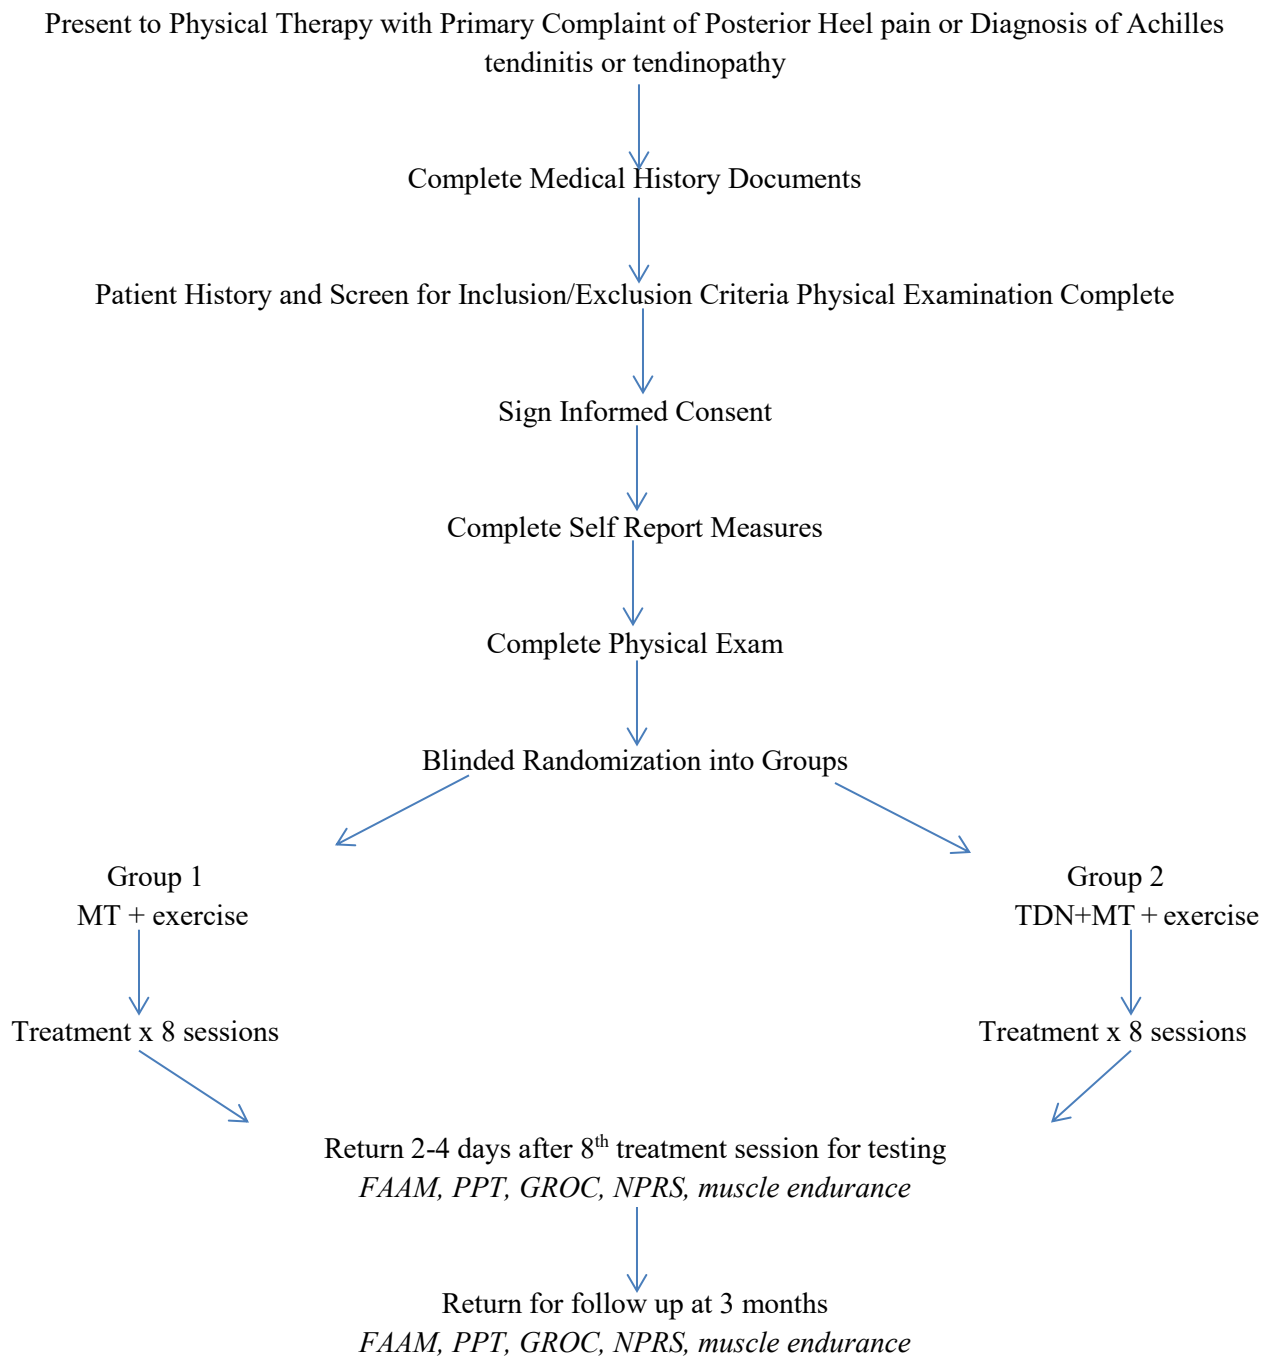 Present to Physical Therapy with Primary Complaint of Posterior Heel pain or Diagnosis of Achilles
tendinitis or tendinopathy
Complete Medical History Documents
Patient History and Screen for Inclusion/Exclusion Criteria Physical Examination Complete
Sign Informed Consent
Complete Self Report Measures
Complete Physical Exam
Blinded Randomization into Groups
Group 1
MT + exercise
Treatment x 8 sessions
Group 2
TDN+MT + exercise
Treatment x 8 sessions
Return 2-4 days after 8th treatment session for testing
FAAM, PPT, GROC, NPRS, muscle endurance
Return for follow up at 3 months
FAAM, PPT, GROC, NPRS, muscle endurance